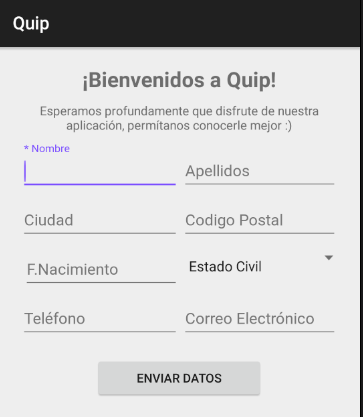 Quip
¡Bienvenidos a Quip!
Esperamos profundamente que disfrute de nuestra
aplicación, permítanos conocerle mejor :)
* Nombre
Apellidos
Ciudad
Codigo Postal
F.Nacimiento
Estado Civil
Teléfono
Correo Electrónico
ENVIAR DATOS